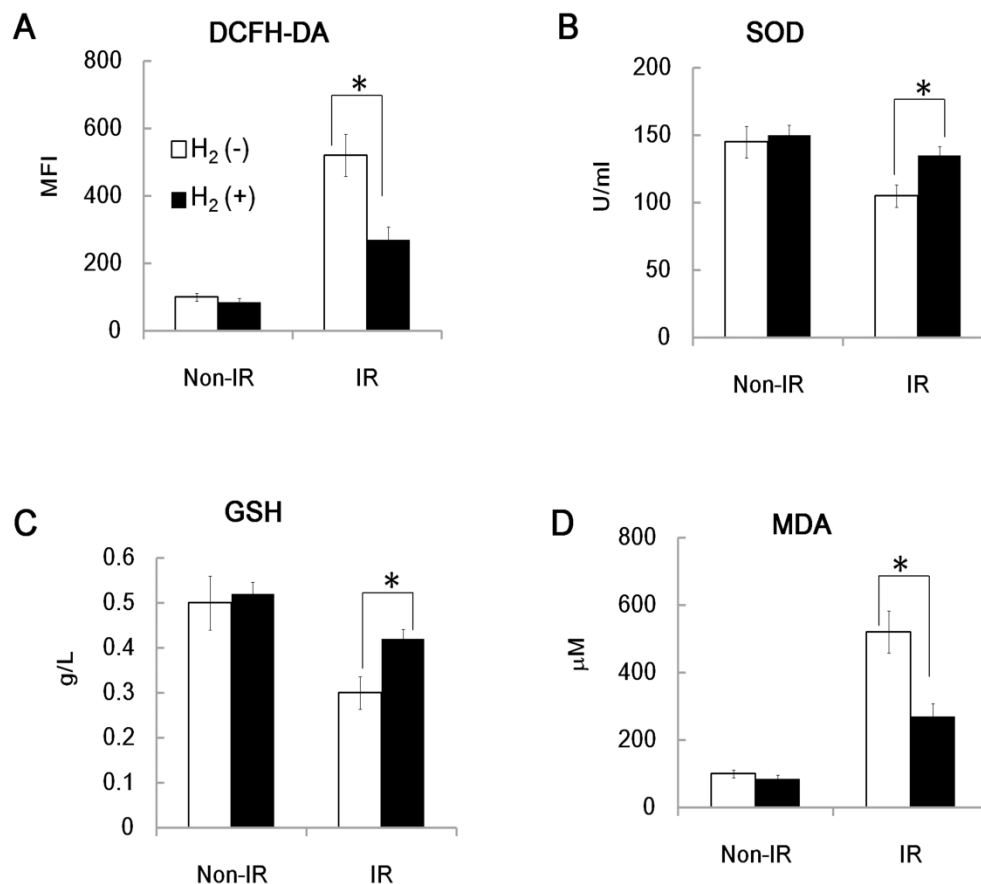 A
DCFH-DA
800
600
400
200
0
MFI
H₂ (-)
H₂ (+)
*
Non-IR
IR
B
SOD
200
150
100
50
0
U/ml
*
Non-IR
IR
C
GSH
0.6
0.5
0.4
0.3
0.2
0.1
0
g/L
*
Non-IR
IR
D
MDA
800
600
400
200
0
μM
*
Non-IR
IR